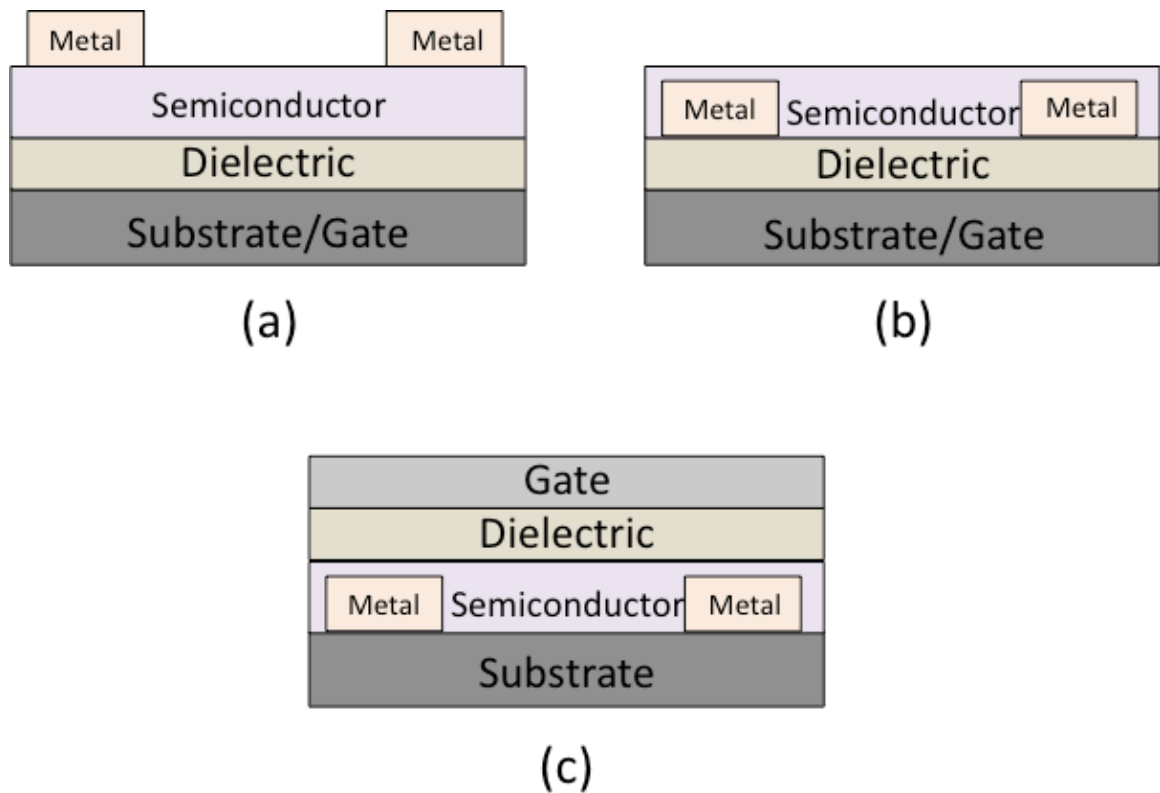 Metal Metal
Semiconductor
Dielectric
Substrate/Gate
(a)
Metal Semiconductor Metal
Dielectric
Substrate/Gate
(b)
Gate
Dielectric
Metal Semiconductor Metal
Substrate
(c)